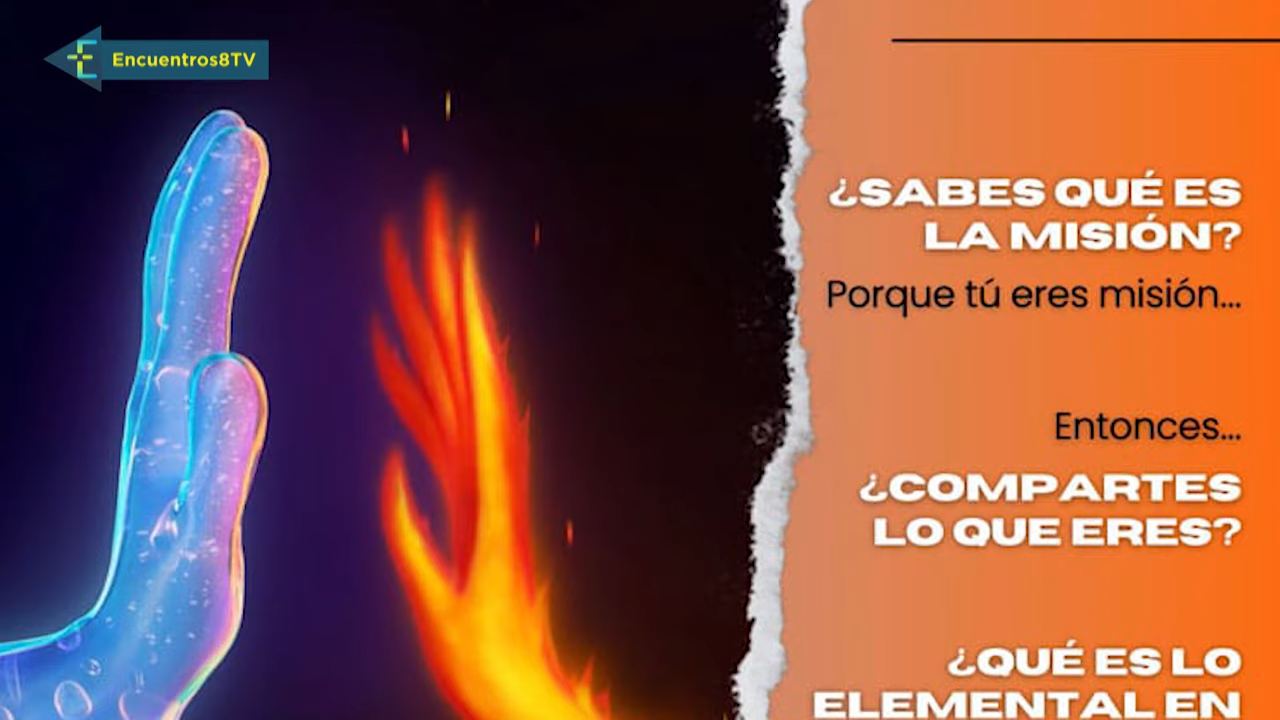 Encuentros8TV
¿SABES QUÉ ES
LA MISIÓN?
Porque tú eres misión...
Entonces...
¿COMPARTES
LO QUE ERES?
¿QUÉ ES LO
ELEMENTAL EN